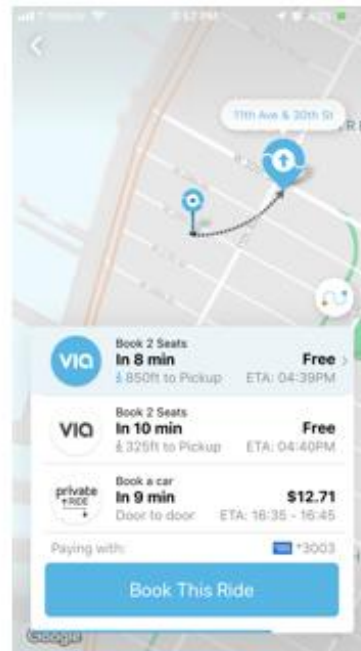 11th Ave & 30th St
VIA
Book 2 Seats
In 8 min
Free
850ft to Pickup
ETA: 04:39PM
VIA
Book 2 Seats
In 10 min
Free
325ft to Pickup
ETA: 04:40PM
private
RIDE
Book a car
In 9 min
$12.71
Door to door
ETA: 16:35 - 16:45
Paying with:
*3003
Book This Ride
Google